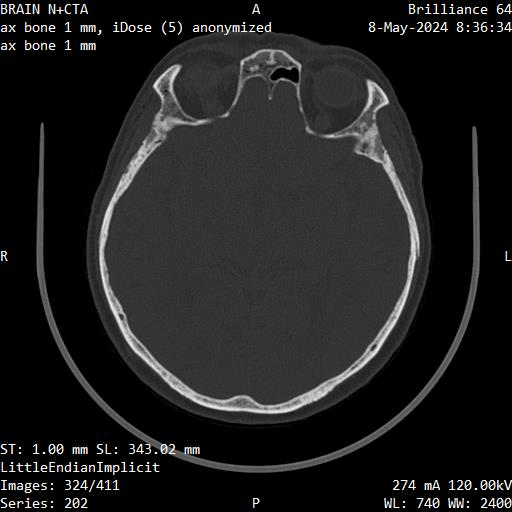 BRAIN N+CTA
A
Brilliance 64
ax bone 1 mm, iDose (5) anonymized
8-May-2024 8:36:34
ax bone 1 mm
R
L
ST: 1.00 mm SL: 343.02 mm
LittleEndianImplicit
Images: 324/411
274 mA 120.00kV
Series: 202
P
WL: 740 WW: 2400